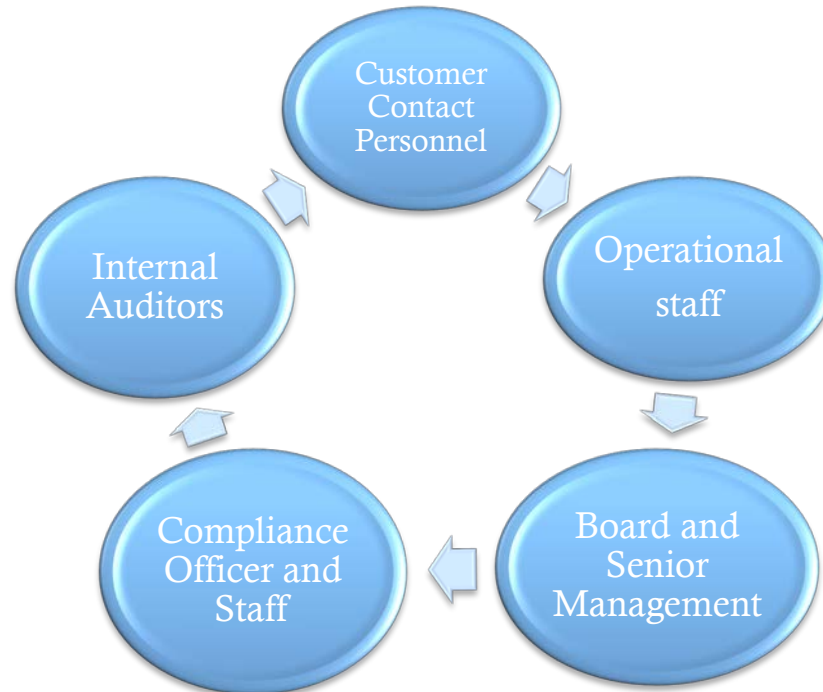 Customer
Contact
Personnel
Operational
staff
Board and
Senior
Management
Compliance
Officer and
Staff
Internal
Auditors